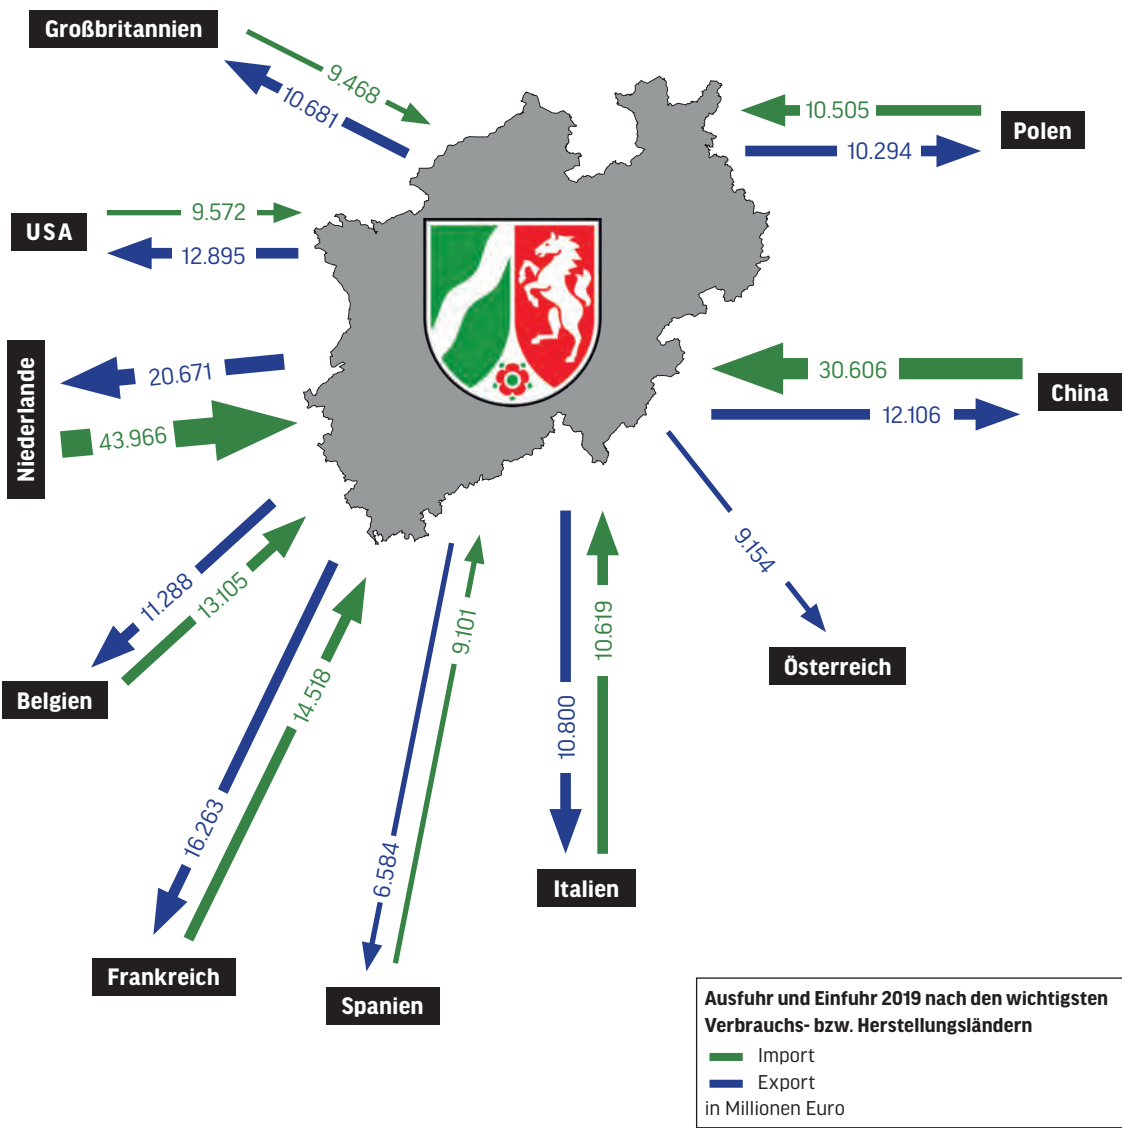 Großbritannien
9.468
10.681
10.505
Polen
10.294
USA
9.572
12.895
Niederlande
20.671
43.966
30.606
China
12.106
9.154
Österreich
11.288
13.105
Belgien
16.263
14.518
Frankreich
6.584
9.101
Spanien
10.800
10.619
Italien
Ausfuhr und Einfuhr 2019 nach den wichtigsten
Verbrauchs- bzw. Herstellungsländern
Import
Export
in Millionen Euro